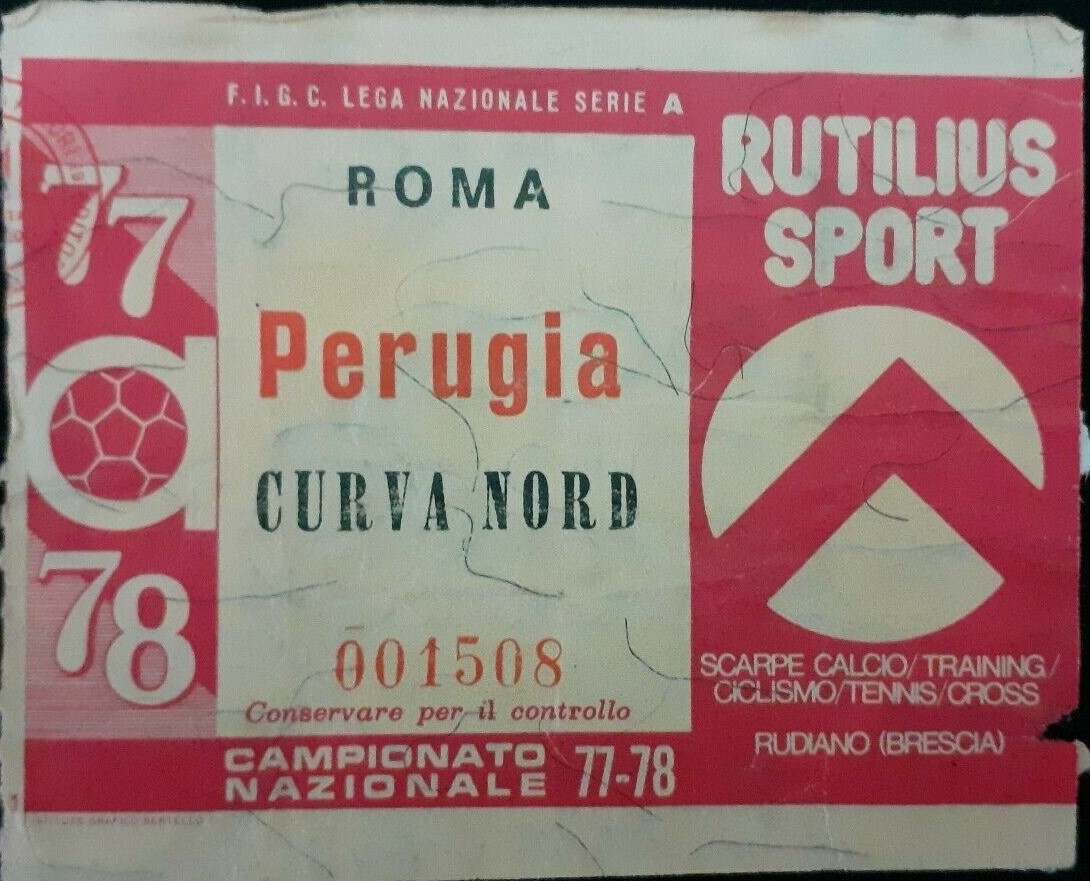 F. I. G. C. LEGA NAZIONALE SERIE A
77
a
78
ROMA
Perugia
CURVA NORD
001508
Conservare per il controllo
CAMPIONATO
NAZIONALE 77-78
RUTILIUS
SPORT
SCARPE CALCIO/TRAINING/
CICLISMO/TENNIS/CROSS
RUDIANO (BRESCIA)